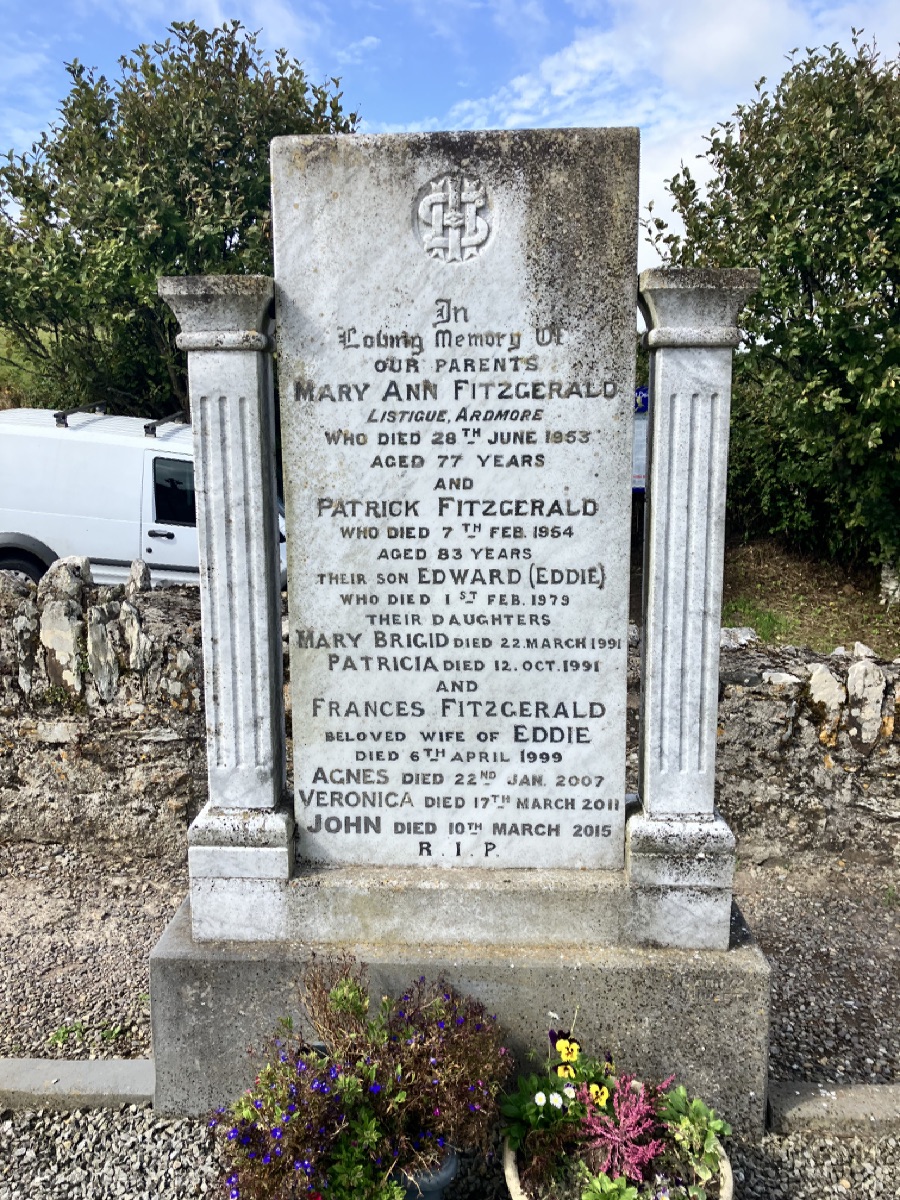 IHS
In
Loving Memory Of
OUR PARENTS
MARY ANN FITZGERALD
LISTIGUE, ARDMORE
WHO DIED 28TH JUNE 1953
AGED 77 YEARS
AND
PATRICK FITZGERALD
WHO DIED 7TH FEB. 1954
AGED 83 YEARS
THEIR SON EDWARD (EDDIE)
WHO DIED 1ST FEB. 1979
THEIR DAUGHTERS
MARY BRIGID DIED 22. MARCH 1991
PATRICIA DIED 12. OCT. 1991
AND
FRANCES FITZGERALD
BELOVED WIFE OF EDDIE
DIED 6TH APRIL 1999
AGNES DIED 22ND JAN. 2007
VERONICA DIED 17TH MARCH 2011
JOHN DIED 10TH MARCH 2015
R. I. P.